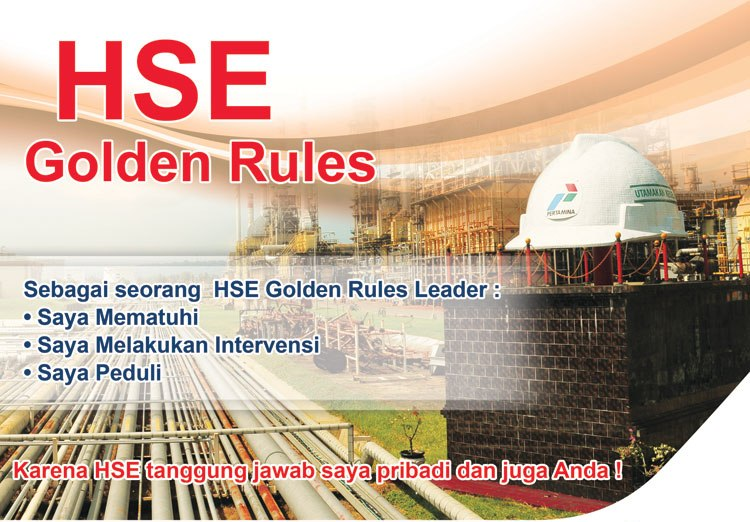 HSE
Golden Rules
PERTAMINA
UTAMAKAN
Sebagai seorang HSE Golden Rules Leader :
• Saya Mematuhi
• Saya Melakukan Intervensi
• Saya Peduli
Karena HSE tanggung jawab saya pribadi dan juga Anda !